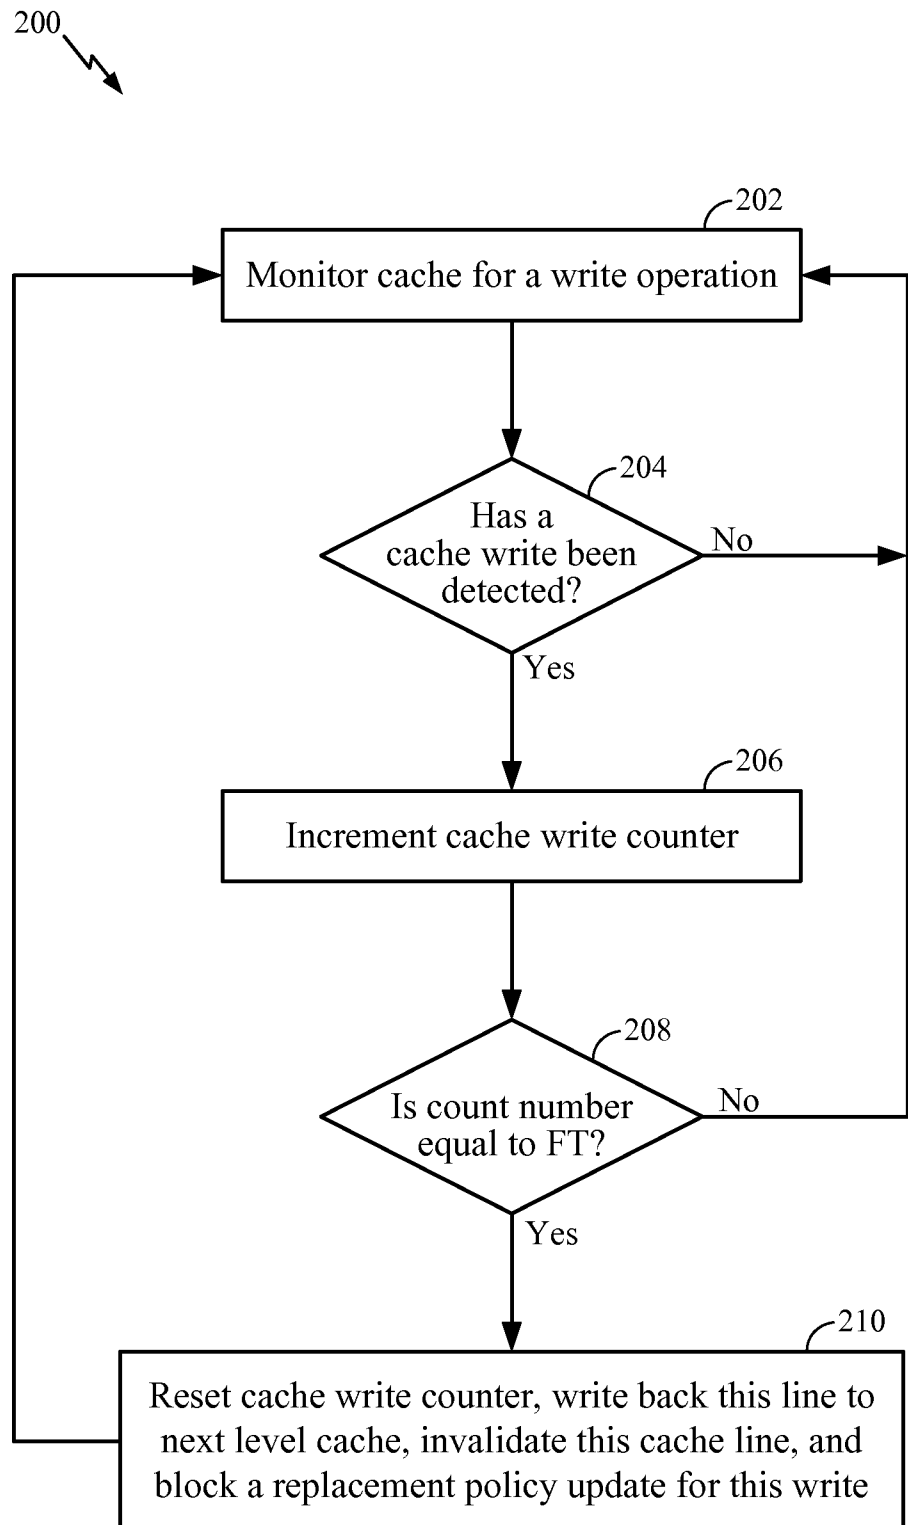 200
202
Monitor cache for a write operation
204
Has a
cache write been
detected?
No
Yes
206
Increment cache write counter
208
Is count number
equal to FT?
No
Yes
210
Reset cache write counter, write back this line to
next level cache, invalidate this cache line, and
block a replacement policy update for this write